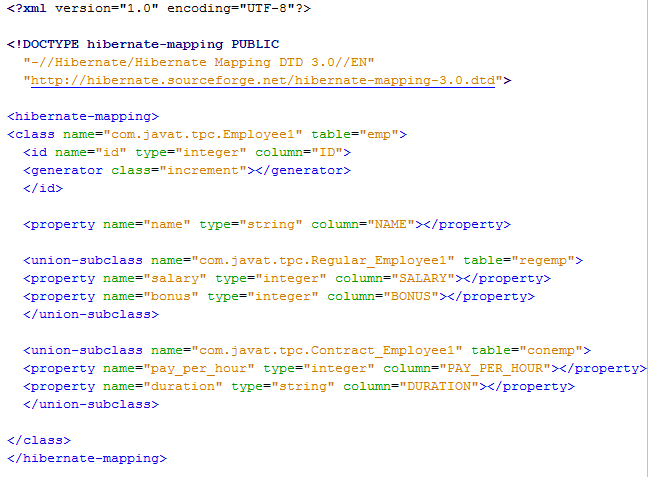 <?xml version="1.0" encoding="UTF-8"?>
<!DOCTYPE hibernate-mapping PUBLIC
"-//Hibernate/Hibernate Mapping DTD 3.0//EN"
"http://hibernate.sourceforge.net/hibernate-mapping-3.0.dtd">
<hibernate-mapping>
<class name="com.javat.tpc.Employee1" table="emp">
<id name="id" type="integer" column="ID">
<generator class="increment"></generator>
</id>
<property name="name" type="string" column="NAME"></property>
<union-subclass name="com.javat.tpc.Regular_Employee1" table="regemp">
<property name="salary" type="integer" column="SALARY"></property>
<property name="bonus" type="integer" column="BONUS"></property>
</union-subclass>
<union-subclass name="com.javat.tpc.Contract_Employee1" table="conemp">
<property name="pay_per_hour" type="integer" column="PAY_PER_HOUR"></property>
<property name="duration" type="string" column="DURATION"></property>
</union-subclass>
</class>
</hibernate-mapping>